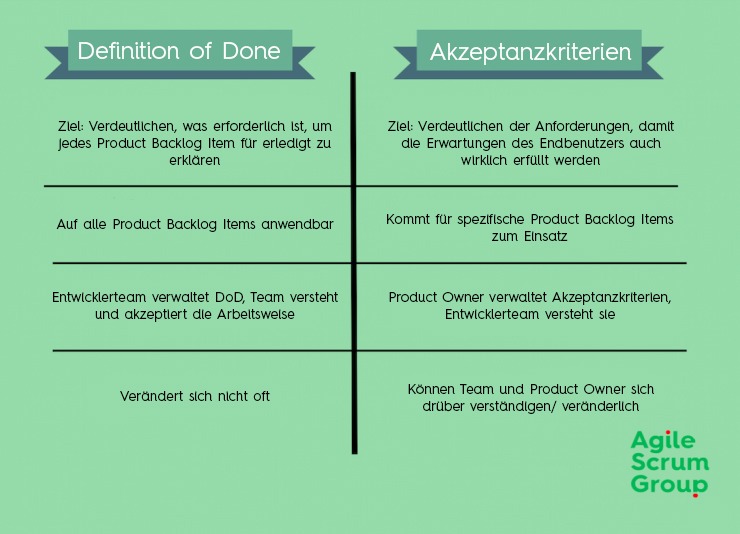 Definition of Done
Akzeptanzkriterien
Ziel: Verdeutlichen, was erforderlich ist, um
jedes Product Backlog Item für erledigt zu
erklären
Ziel: Verdeutlichen der Anforderungen, damit
die Erwartungen des Endbenutzers auch
wirklich erfüllt werden
Auf alle Product Backlog Items anwendbar
Kommt für spezifische Product Backlog Items
zum Einsatz
Entwicklerteam verwaltet DoD, Team versteht
und akzeptiert die Arbeitsweise
Product Owner verwaltet Akzeptanzkriterien,
Entwicklerteam versteht sie
Verändert sich nicht oft
Können Team und Product Owner sich
drüber verständigen/ veränderlich
Agile
Scrum
Group